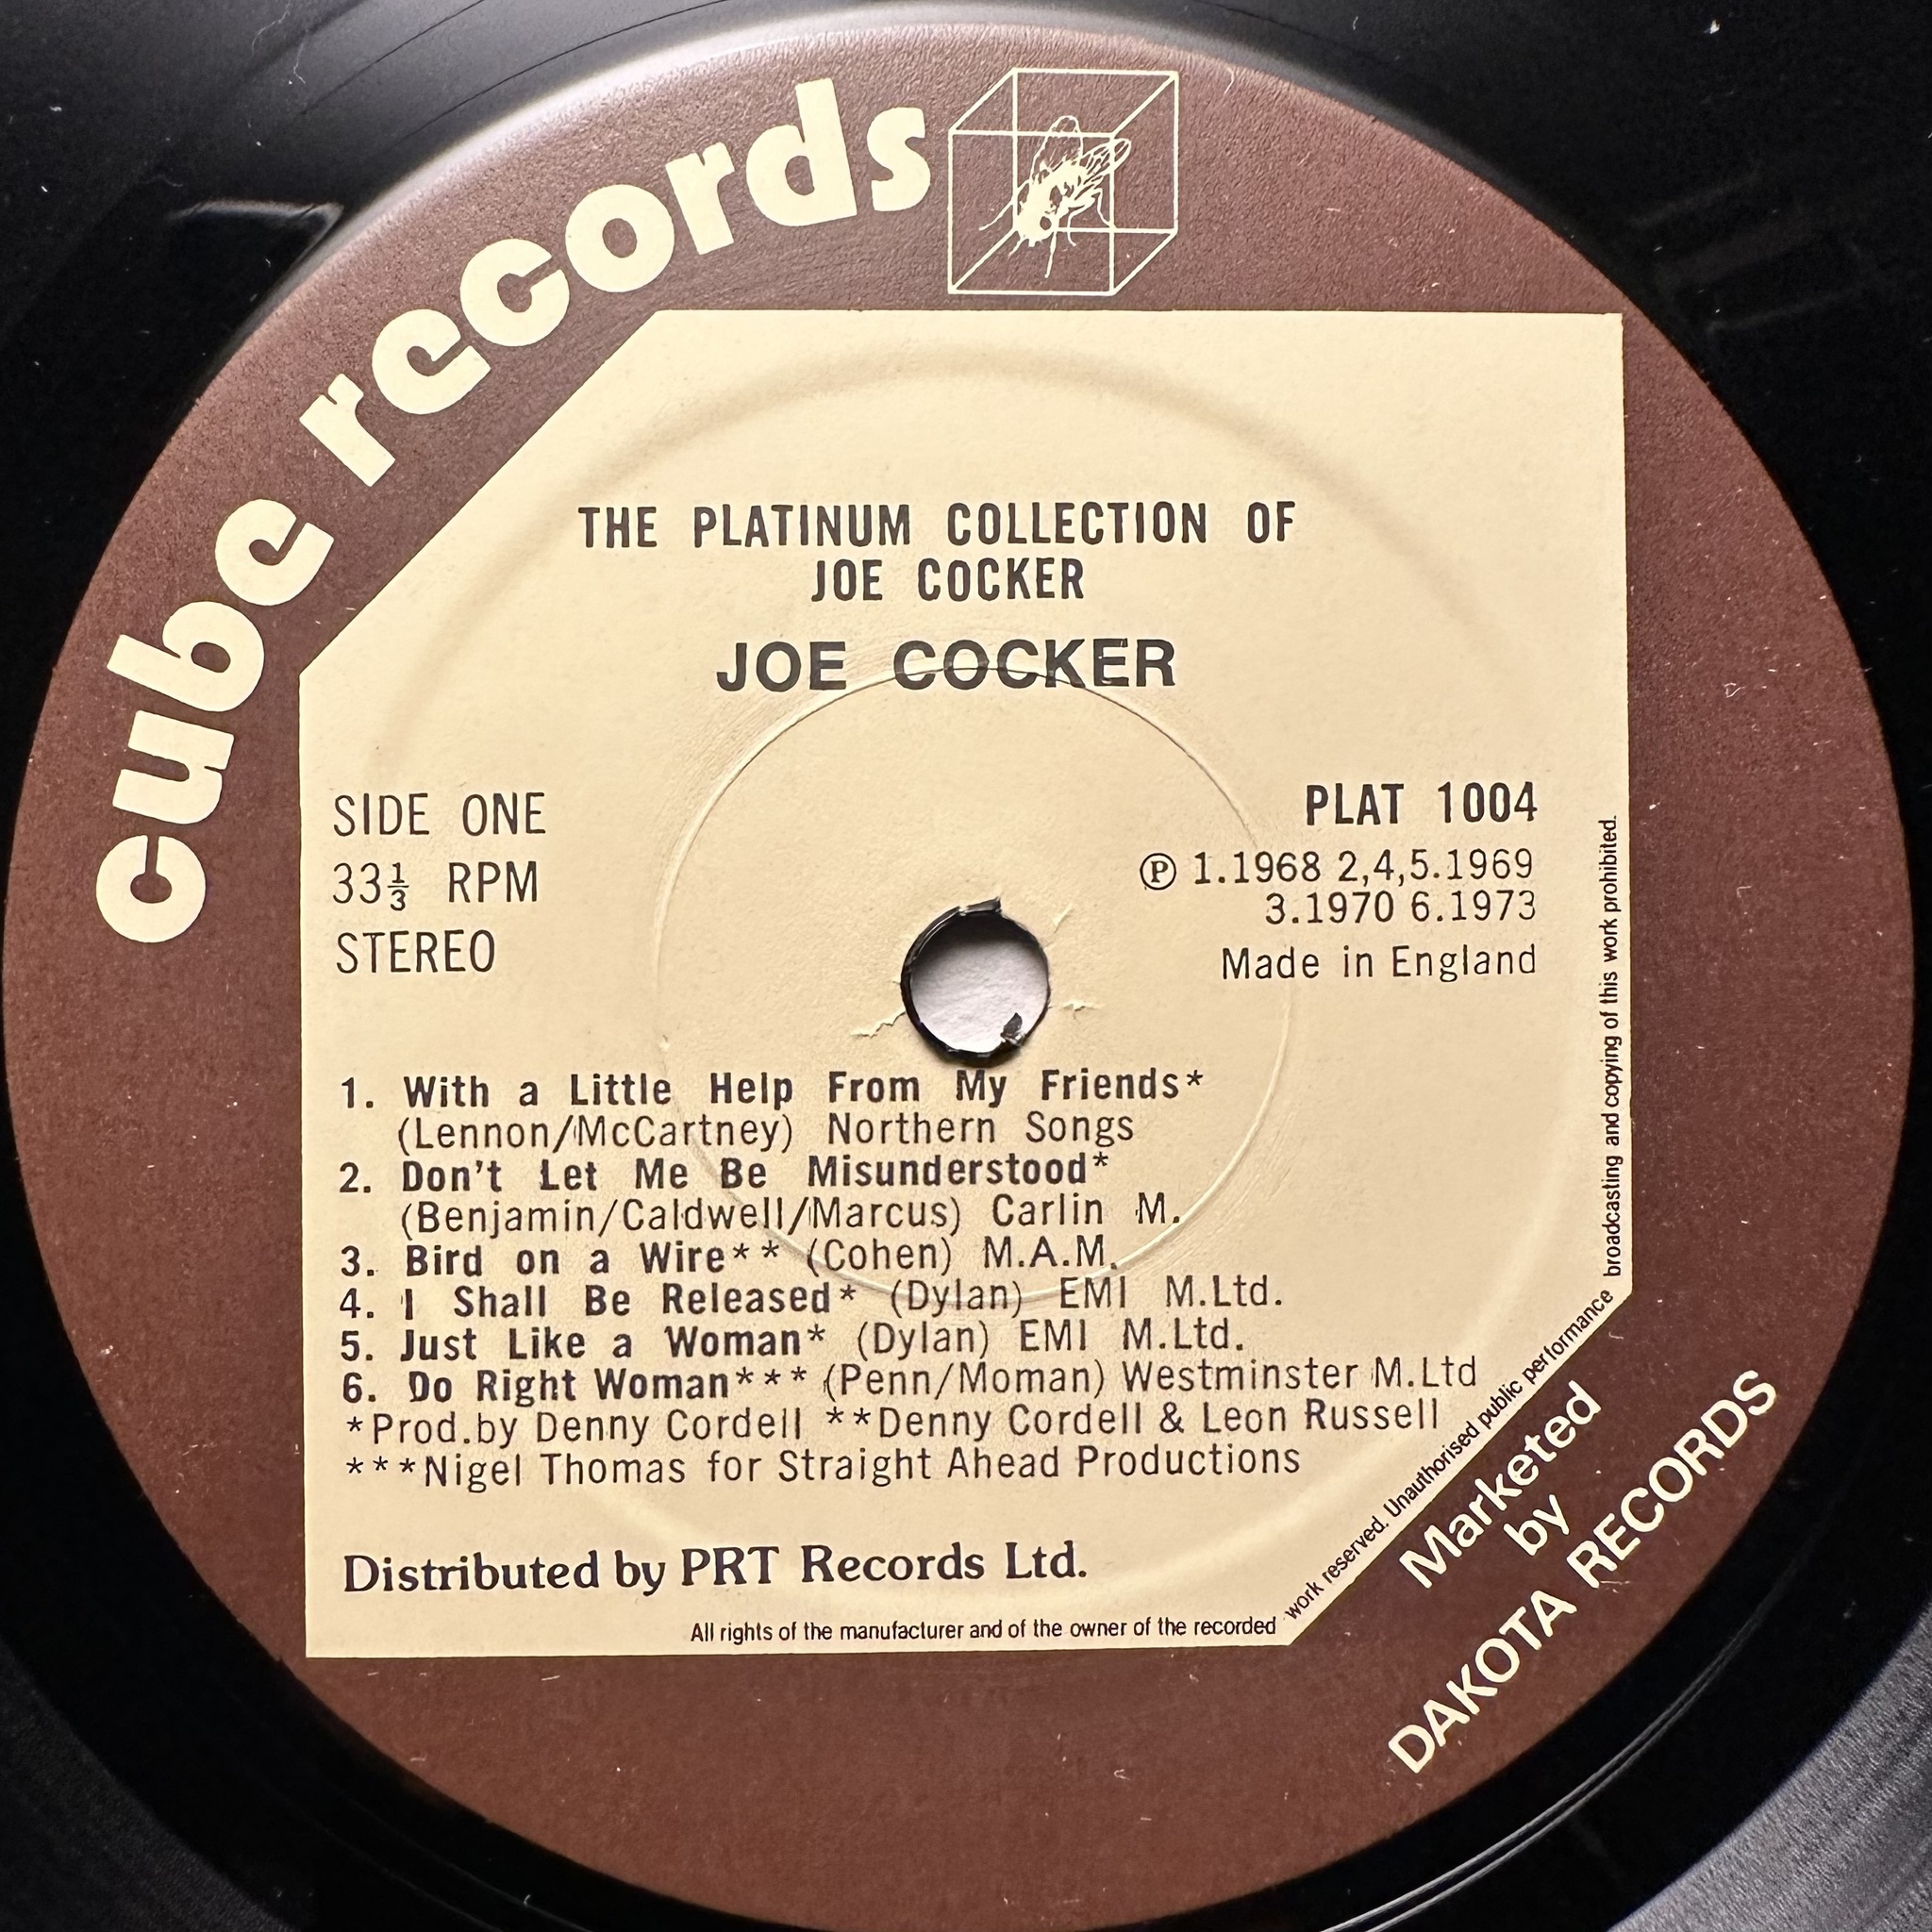 cube records
THE PLATINUM COLLECTION OF
JOE COCKER
JOE COCKER
SIDE ONE
33⅓ RPM
STEREO
PLAT 1004
Ⓟ 1.1968 2,4,5.1969
3.1970 6.1973
Made in England
1. With a Little Help From My Friends*
(Lennon/McCartney) Northern Songs
2. Don't Let Me Be Misunderstood*
(Benjamin/Caldwell/Marcus) Carlin M.
3. Bird on a Wire** (Cohen) M.A.M.
4. I Shall Be Released* (Dylan) EMI M.Ltd.
5. Just Like a Woman* (Dylan) EMI M.Ltd.
6. Do Right Woman*** (Penn/Moman) Westminster M.Ltd
*Prod.by Denny Cordell **Denny Cordell & Leon Russell
***Nigel Thomas for Straight Ahead Productions
Distributed by PRT Records Ltd.
All rights of the manufacturer and of the owner of the recorded
work reserved. Unauthorised public performance
broadcasting and copying of this work prohibited.
Marketed
by
DAKOTA RECORDS